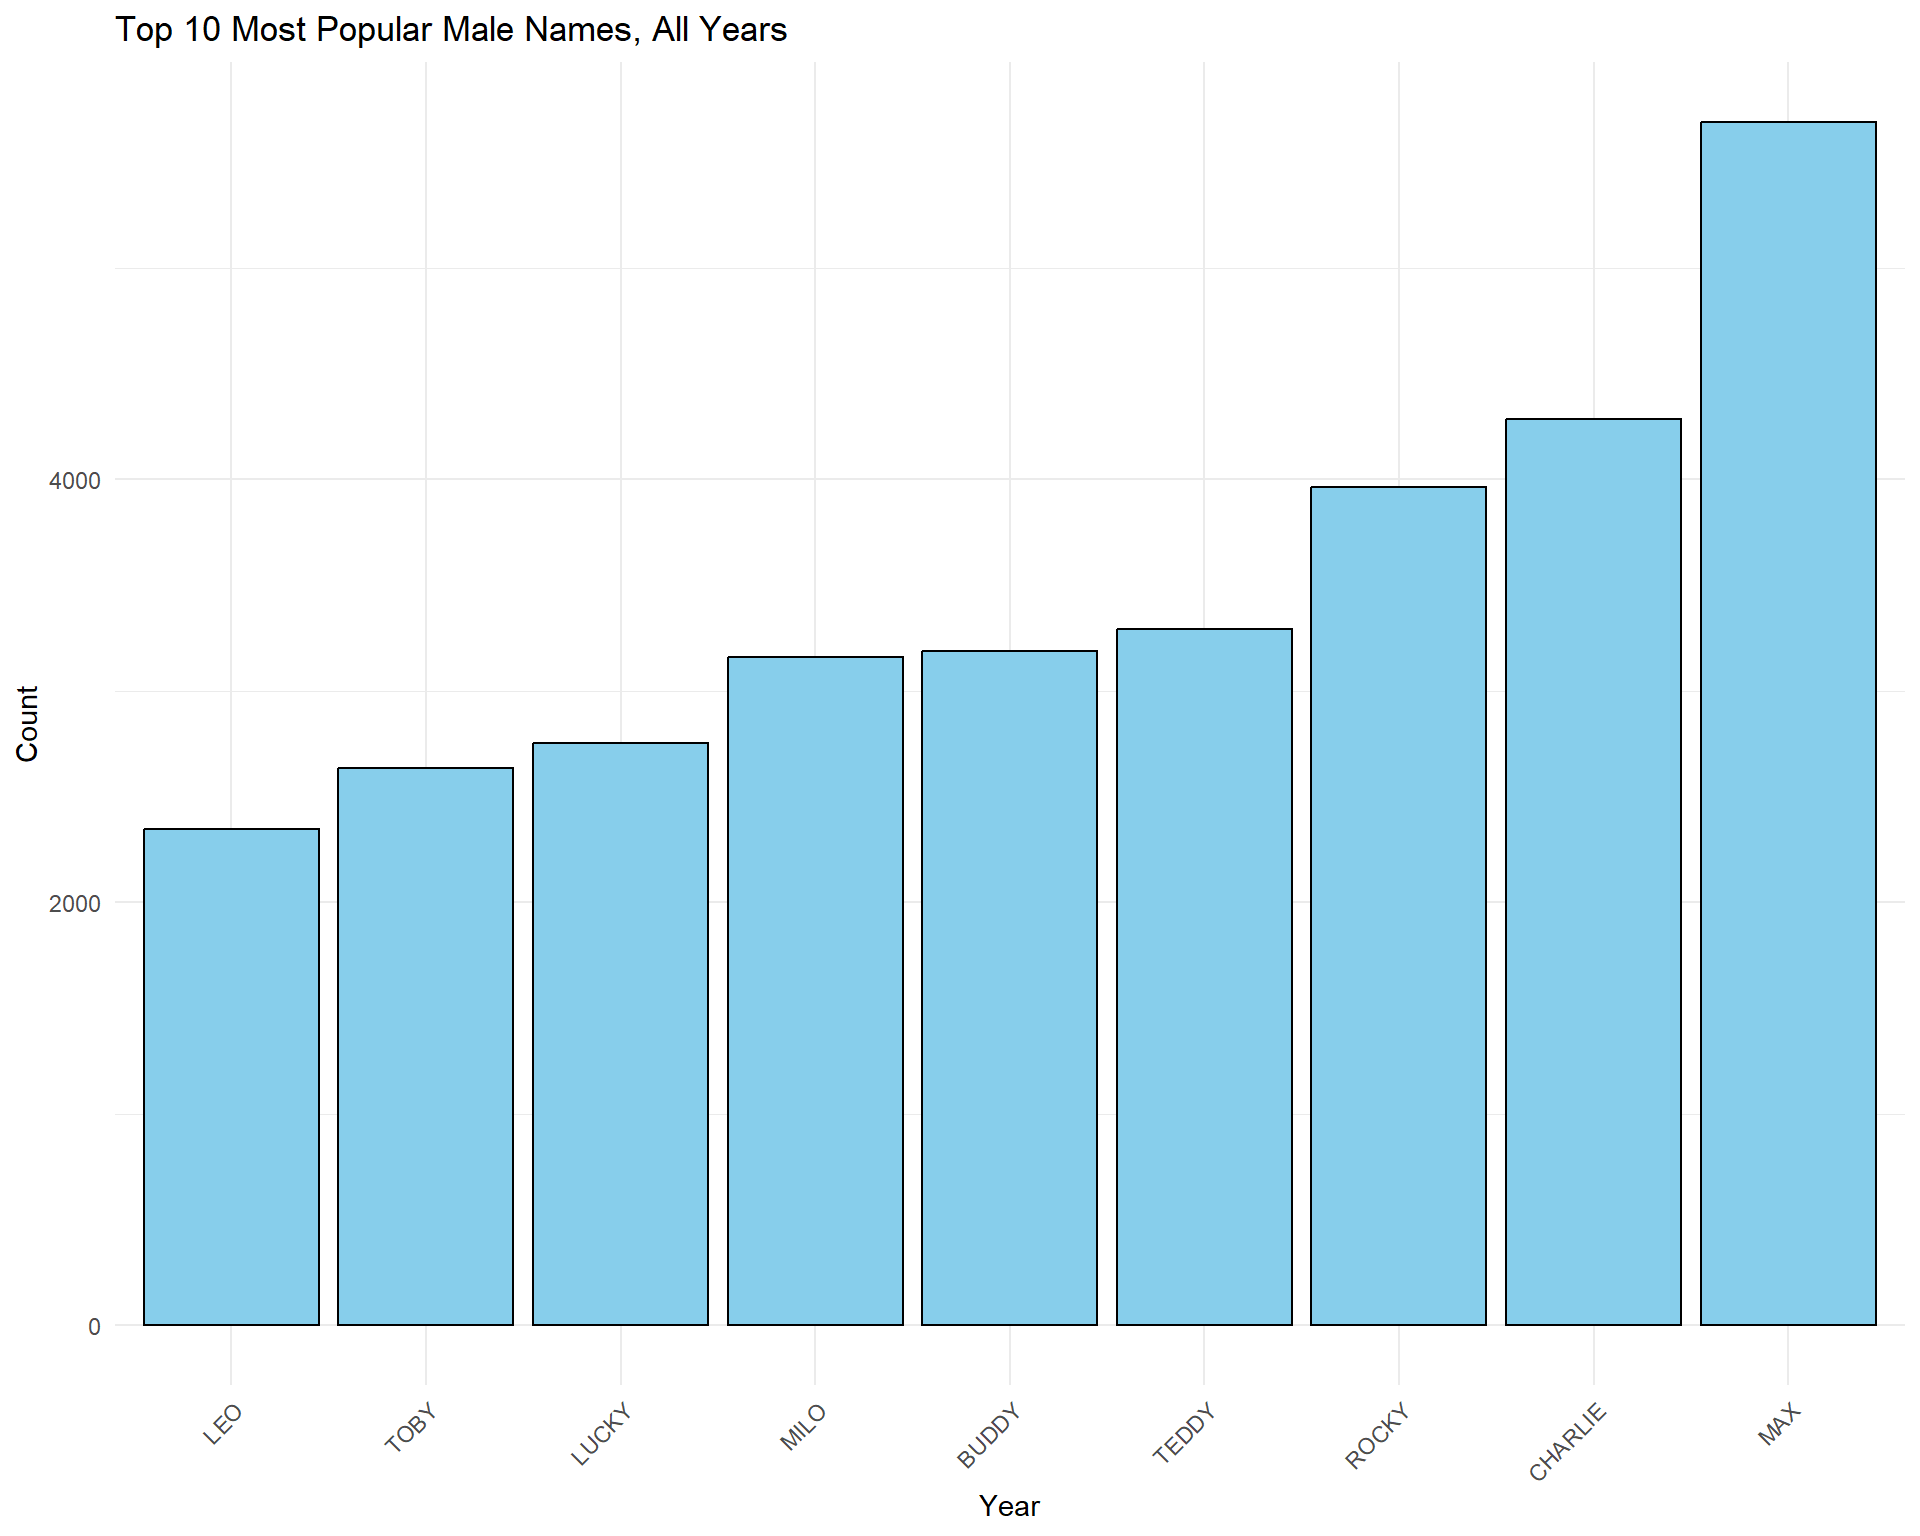 Top 10 Most Popular Male Names, All Years
Count
4000
2000
0
LEO
TOBY
LUCKY
MILO
BUDDY
TEDDY
ROCKY
CHARLIE
MAX
Year